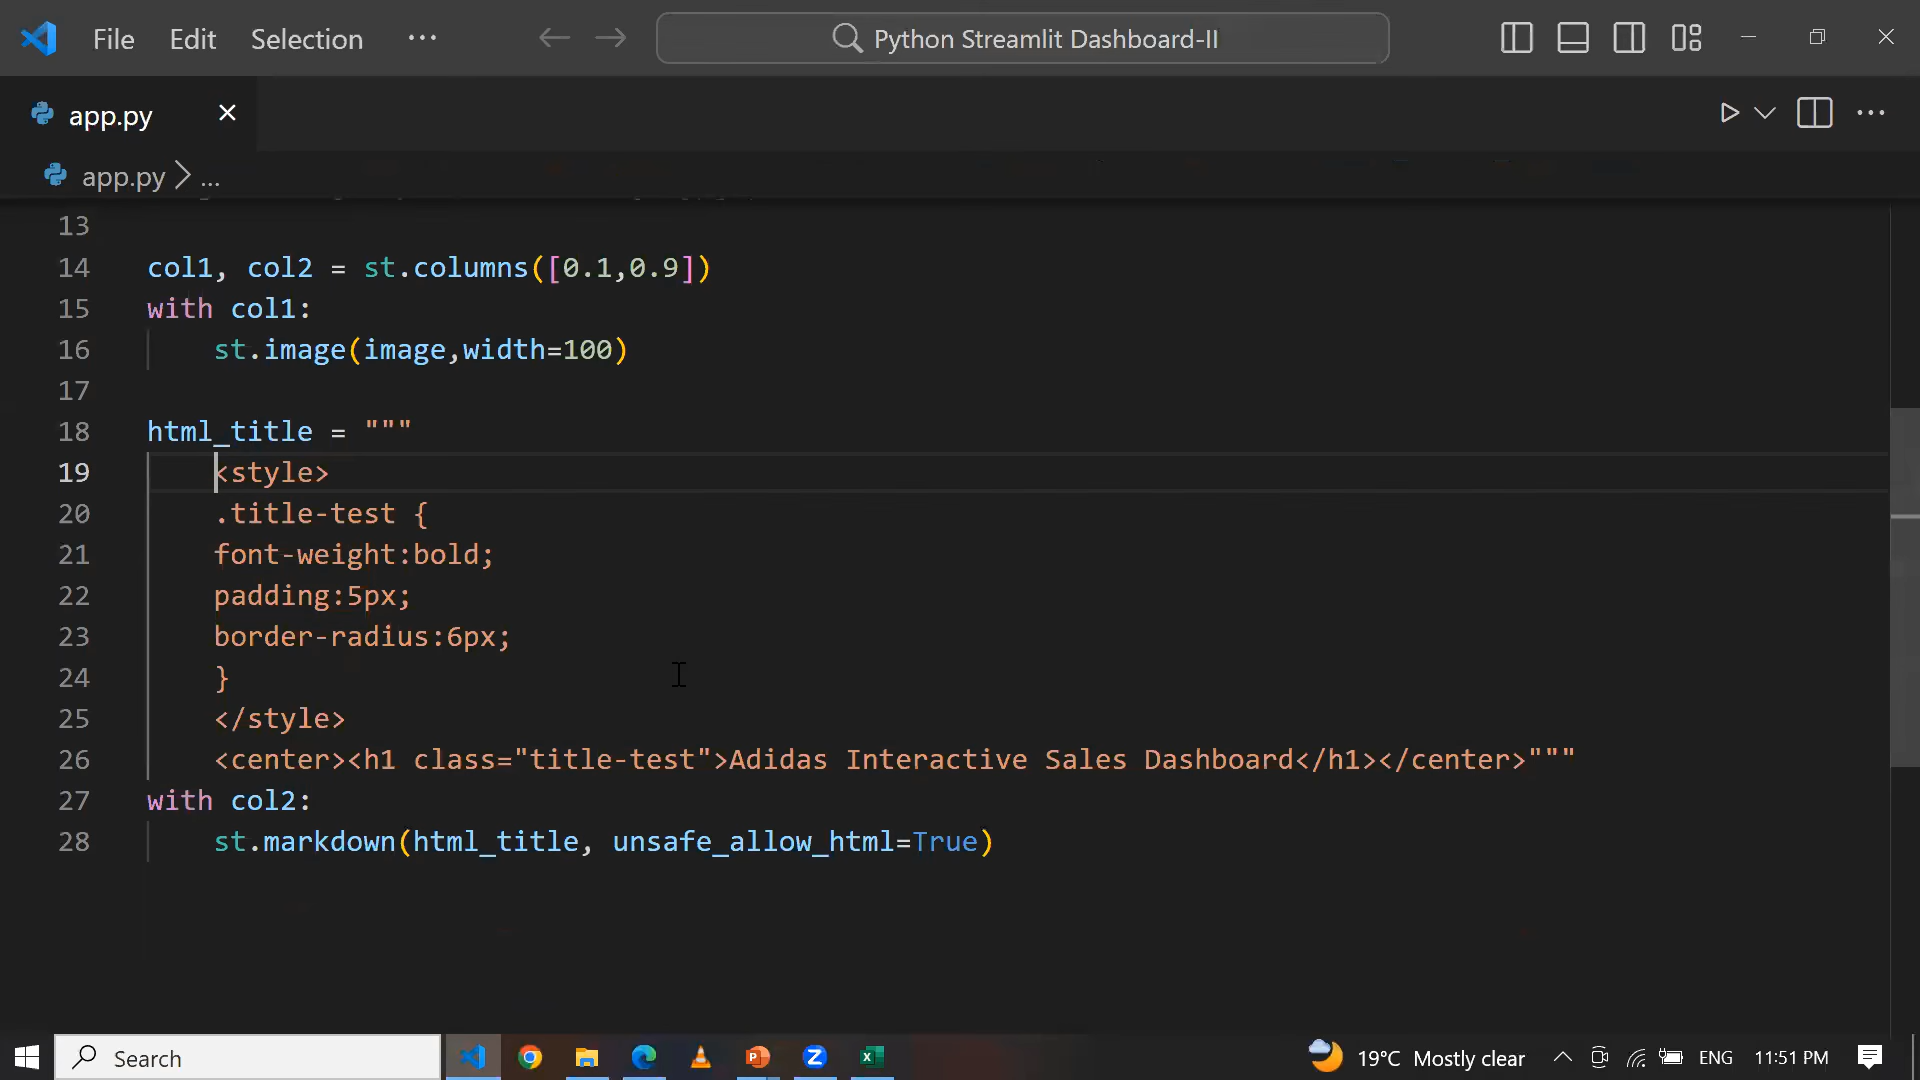 File Edit Selection ... Python Streamlit Dashboard-II
app.py
app.py > ...
13
14 col1, col2 = st.columns([0.1,0.9])
15 with col1:
16 st.image(image,width=100)
17
18 html_title = """
19 <style>
20 .title-test {
21 font-weight:bold;
22 padding:5px;
23 border-radius:6px;
24 }
25 </style>
26 <center><h1 class="title-test">Adidas Interactive Sales Dashboard</h1></center>"""
27 with col2:
28 st.markdown(html_title, unsafe_allow_html=True)
Search 19°C Mostly clear ENG 11:51 PM